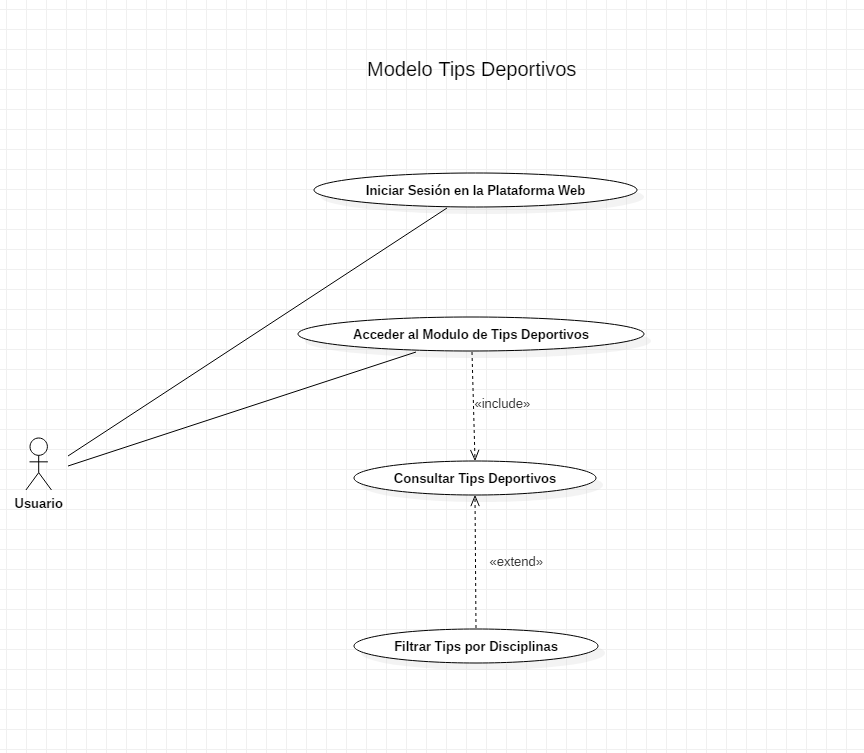 Modelo Tips Deportivos
Iniciar Sesión en la Plataforma Web
Acceder al Modulo de Tips Deportivos
«include»
Consultar Tips Deportivos
Usuario
«extend»
Filtrar Tips por Disciplinas